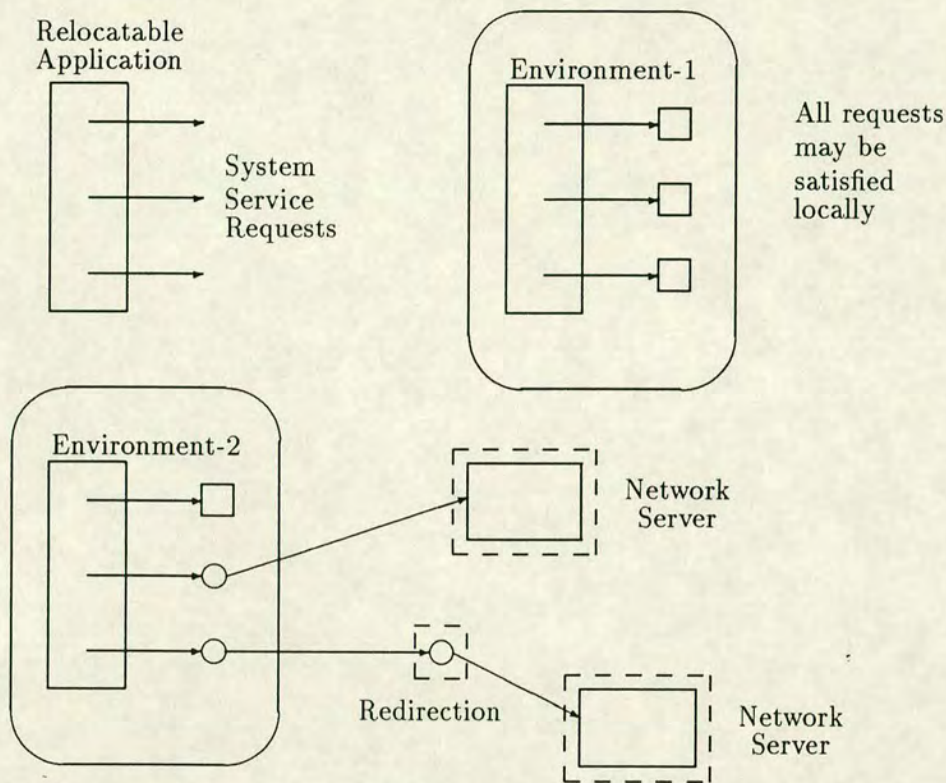 Relocatable
Application
System
Service
Requests
Environment-1
All requests
may be
satisfied
locally
Environment-2
Network
Server
Redirection
Network
Server